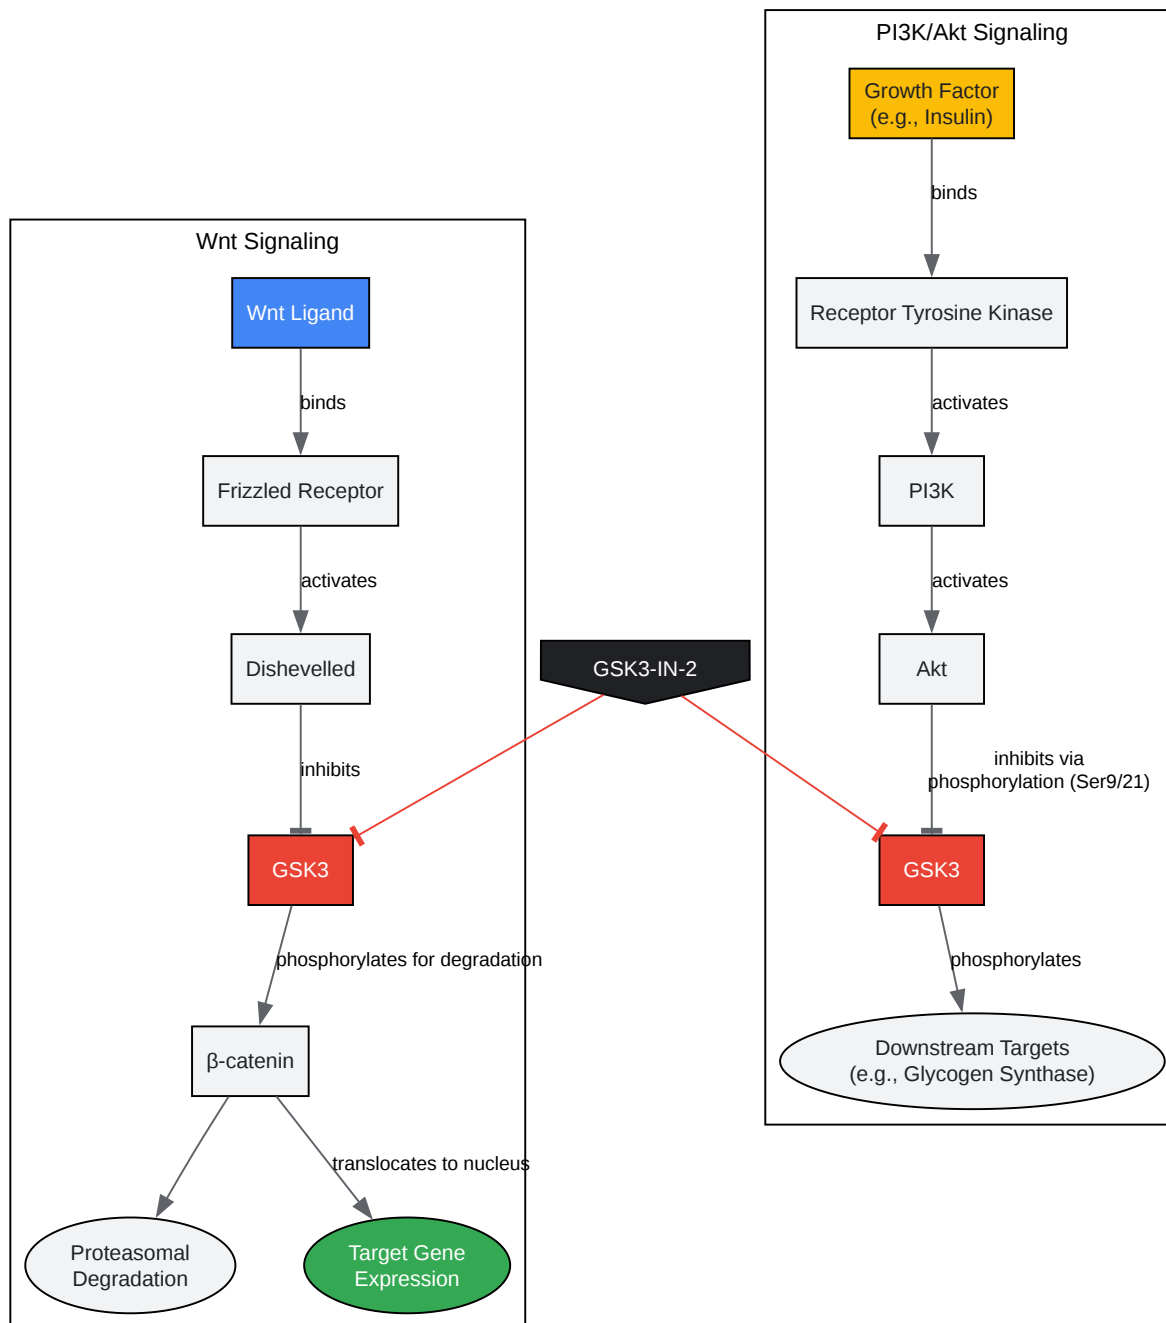 PI3K/Akt Signaling
Growth Factor
(e.g., Insulin)
binds
Receptor Tyrosine Kinase
activates
PI3K
activates
Akt
inhibits via
phosphorylation (Ser9/21)
GSK3
phosphorylates
Downstream Targets
(e.g., Glycogen Synthase)
Wnt Signaling
Wnt Ligand
binds
Frizzled Receptor
activates
Dishevelled
inhibits
GSK3
phosphorylates for degradation
β-catenin
translocates to nucleus
Proteasomal
Degradation
Target Gene
Expression
GSK3-IN-2